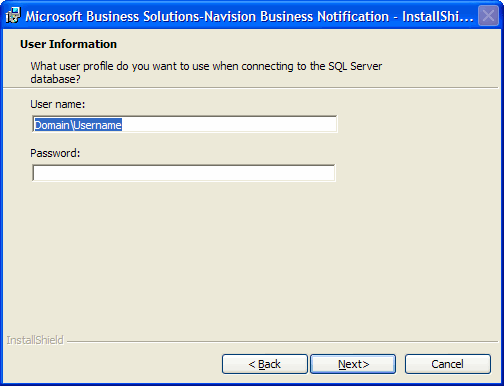 Microsoft Business Solutions-Navision Business Notification - InstallShi...
User Information
What user profile do you want to use when connecting to the SQL Server
database?
User name:
Domain\Username
Password:
InstallShield
< Back
Next>
Cancel